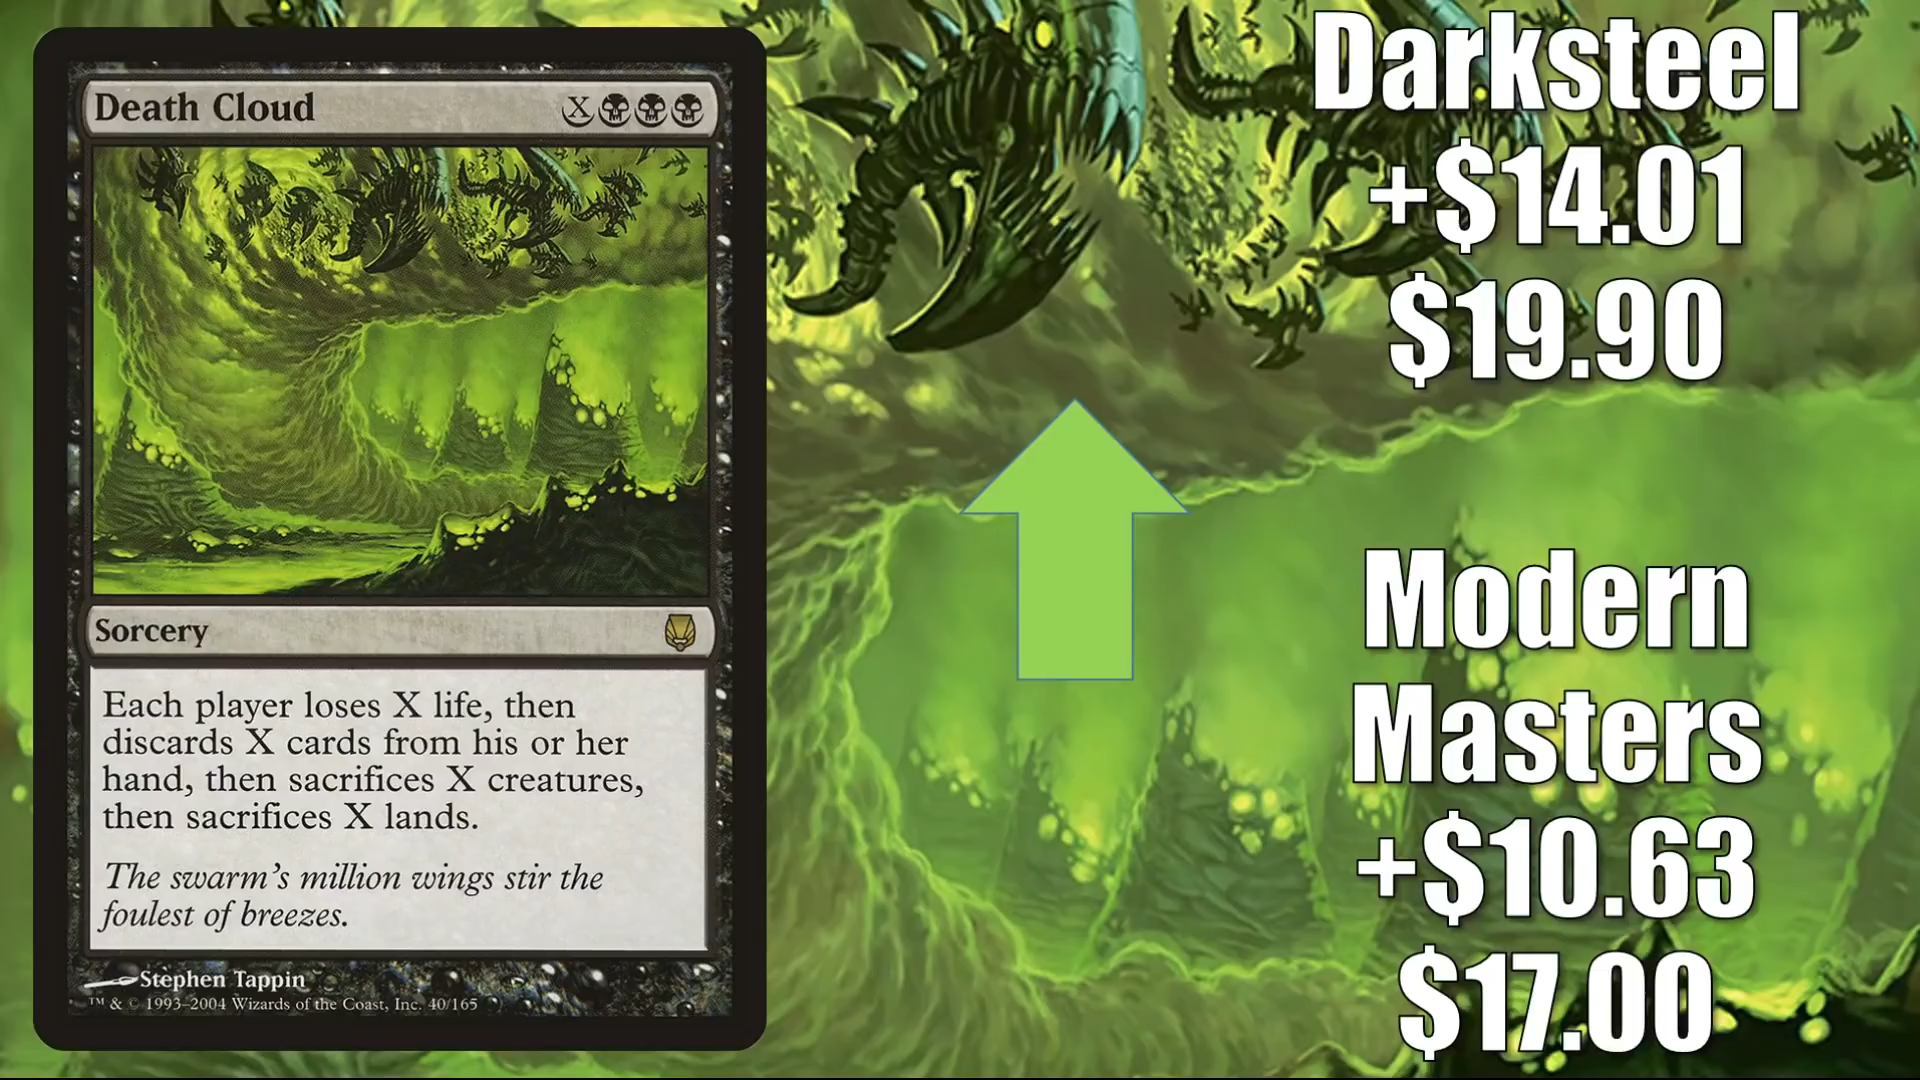 Death Cloud X
Sorcery
Each player loses X life, then
discards X cards from his or her
hand, then sacrifices X creatures,
then sacrifices X lands.
The swarm's million wings stir the
foulest of breezes.
Stephen Tappin
™ & © 1993–2004 Wizards of the Coast, Inc. 40/165
Darksteel
+$14.01
$19.90
Modern
Masters
+$10.63
$17.00